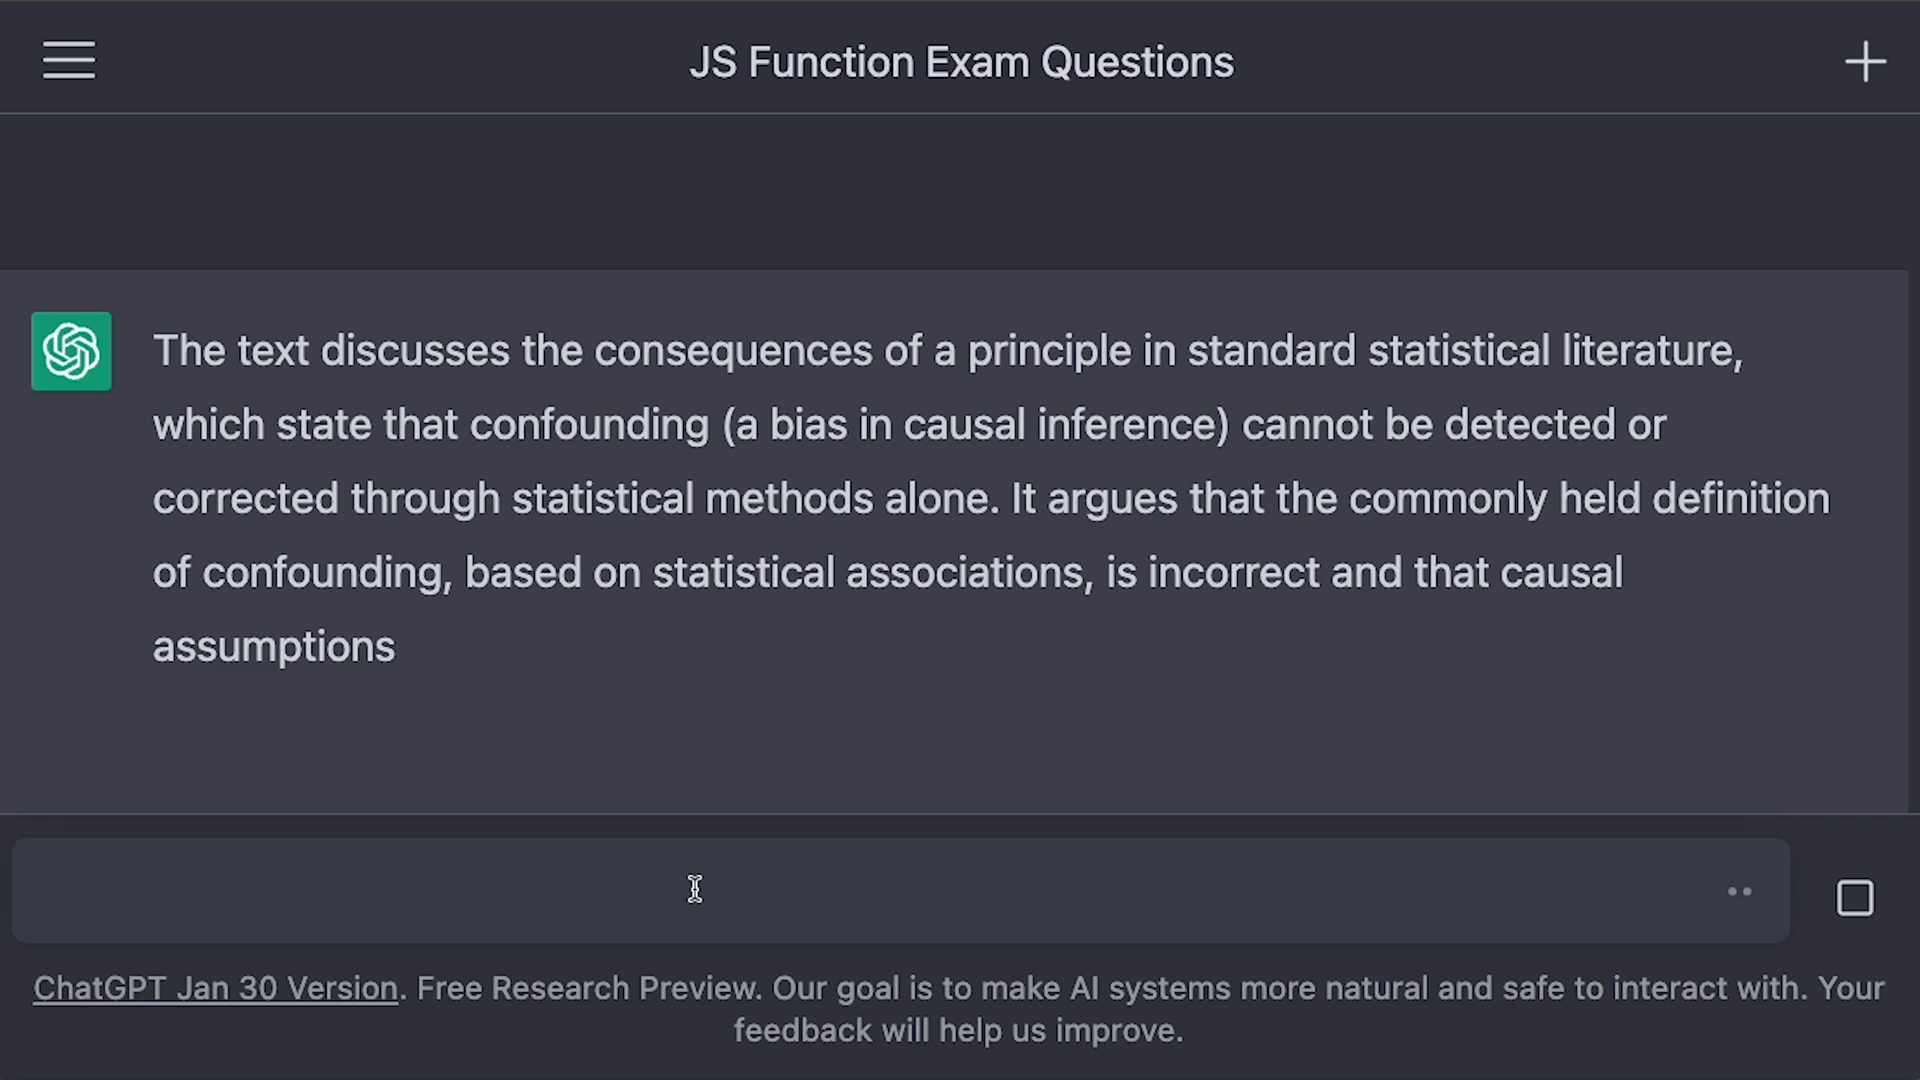 JS Function Exam Questions
The text discusses the consequences of a principle in standard statistical literature,
which state that confounding (a bias in causal inference) cannot be detected or
corrected through statistical methods alone. It argues that the commonly held definition
of confounding, based on statistical associations, is incorrect and that causal
assumptions
ChatGPT Jan 30 Version. Free Research Preview. Our goal is to make AI systems more natural and safe to interact with. Your
feedback will help us improve.